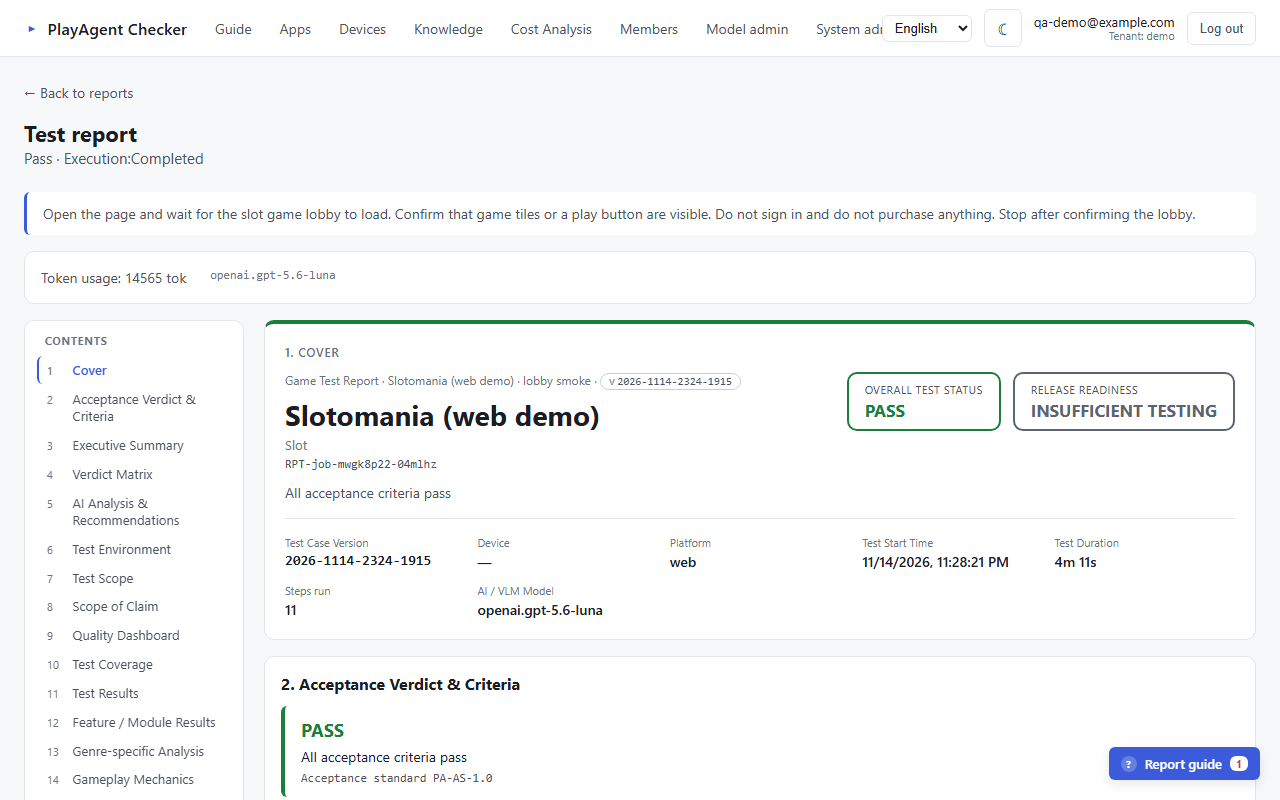 PlayAgent Checker Guide Apps Devices Knowledge Cost Analysis Members Model admin System adr English qa-demo@example.com Log out
Tenant: demo
← Back to reports
Test report
Pass · Execution:Completed
Open the page and wait for the slot game lobby to load. Confirm that game tiles or a play button are visible. Do not sign in and do not purchase anything. Stop after confirming the lobby.
Token usage: 14565 tok openai.gpt-5.6-luna
CONTENTS
1 Cover
2 Acceptance Verdict &
Criteria
3 Executive Summary
4 Verdict Matrix
5 AI Analysis &
Recommendations
6 Test Environment
7 Test Scope
8 Scope of Claim
9 Quality Dashboard
10 Test Coverage
11 Test Results
12 Feature / Module Results
13 Genre-specific Analysis
14 Gameplay Mechanics
1. COVER
Game Test Report · Slotomania (web demo) · lobby smoke · v 2026-1114-2324-1915
Slotomania (web demo)
Slot
RPT-job-mwgk8p22-04mlhz
All acceptance criteria pass
OVERALL TEST STATUS
PASS
RELEASE READINESS
INSUFFICIENT TESTING
Test Case Version Device Platform Test Start Time Test Duration
2026-1114-2324-1915 — web 11/14/2026, 11:28:21 PM 4m 11s
Steps run AI / VLM Model
11 openai.gpt-5.6-luna
2. Acceptance Verdict & Criteria
PASS
All acceptance criteria pass
Acceptance standard PA-AS-1.0
? Report guide 1